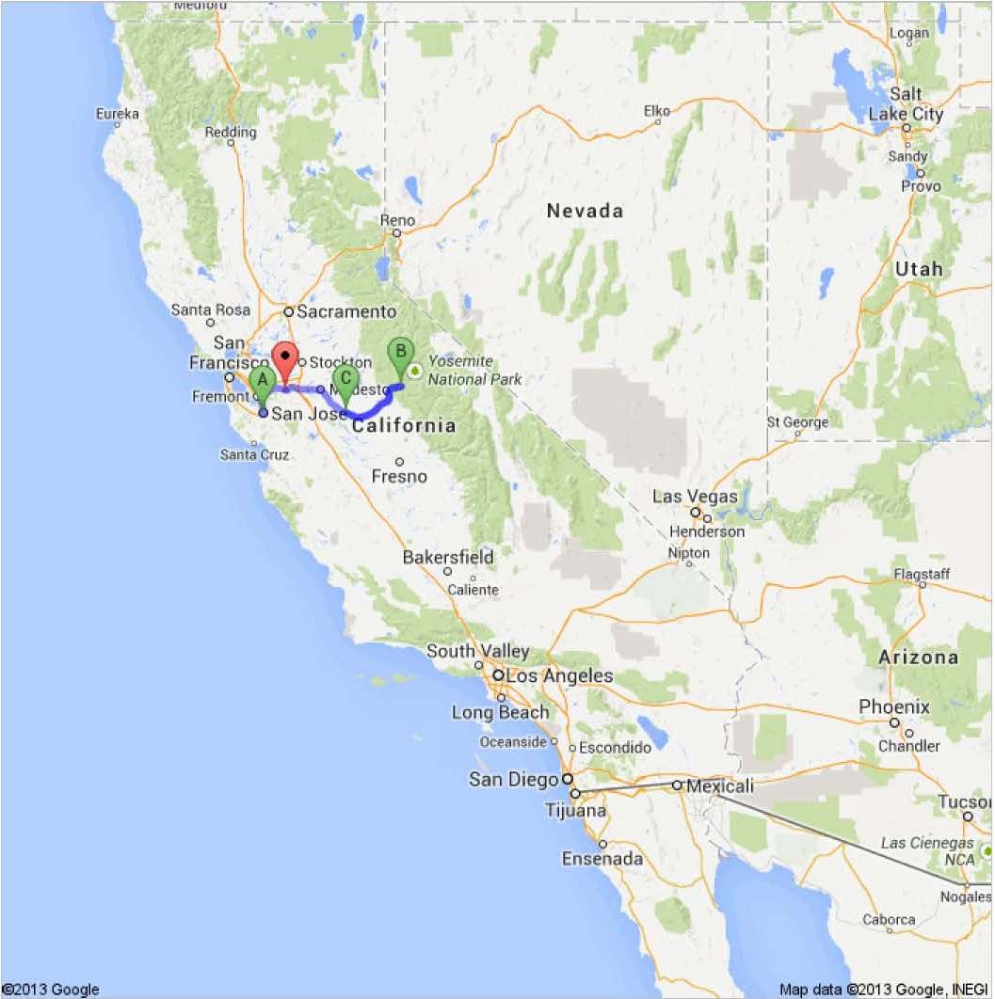 Medford
Logan
Salt
Lake City
Eureka
Elko
Redding
Sandy
Provo
Nevada
Reno
Utah
Santa Rosa
Sacramento
San
Francisco
Stockton
B
Yosemite
National Park
A
C
Modesto
Fremont
San Jose
California
St George
Santa Cruz
Fresno
Las Vegas
Henderson
Nipton
Bakersfield
Caliente
Flagstaff
South Valley
Arizona
Los Angeles
Phoenix
Long Beach
Chandler
Oceanside
Escondido
San Diego
Mexicali
Tijuana
Tucson
Las Cienegas
NCA
Ensenada
Nogales
Caborca
©2013 Google
Map data ©2013 Google, INEGI